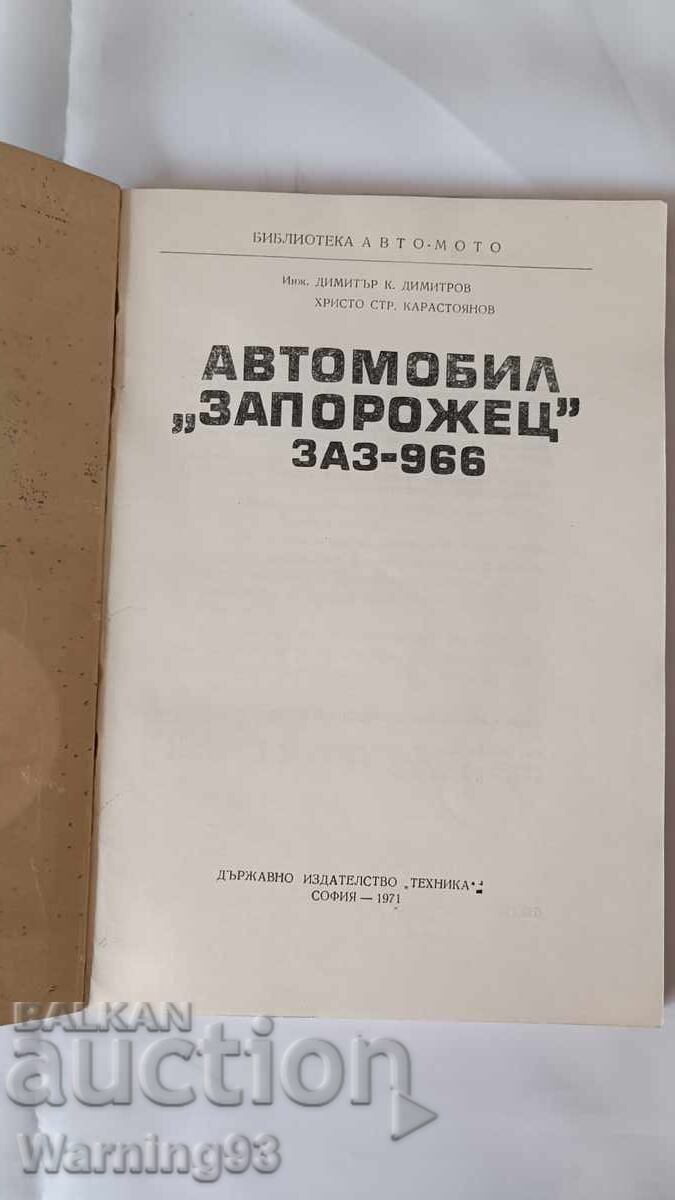 БИБЛИОТЕКА АВТО-МОТО
Инж. ДИМИТЪР К. ДИМИТРОВ
ХРИСТО СТР. КАРАСТОЯНОВ
АВТОМОБИЛ
„ЗАПОРОЖЕЦ”
ЗАЗ-966
ДЪРЖАВНО ИЗДАТЕЛСТВО „ТЕХНИКА"
СОФИЯ — 1971
BALKAN
auction
Warning93